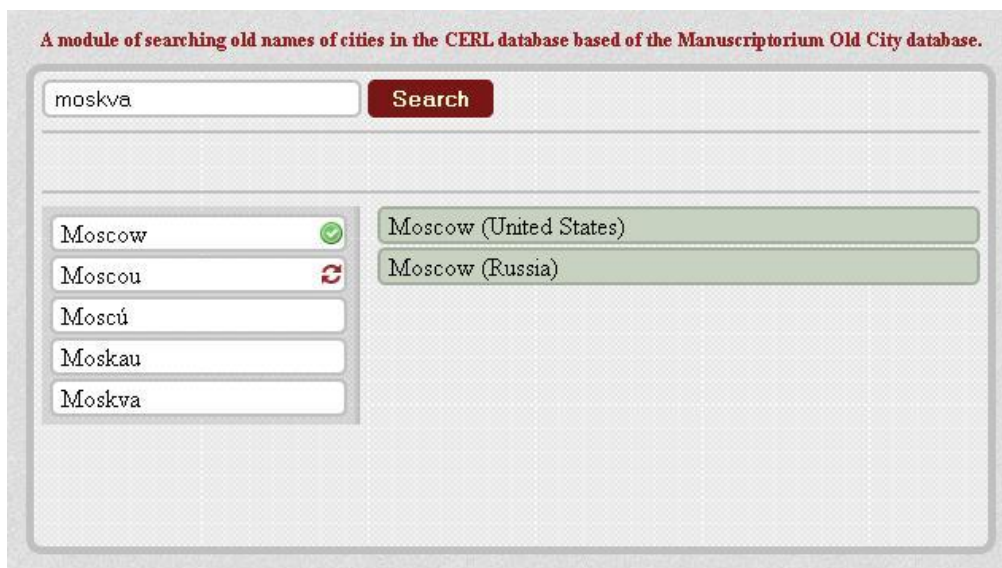 A module of searching old names of cities in the CERL database based of the Manuscriptorium Old City database.
moskva
Search
Moscow
Moscou
Moscú
Moskau
Moskva
Moscow (United States)
Moscow (Russia)